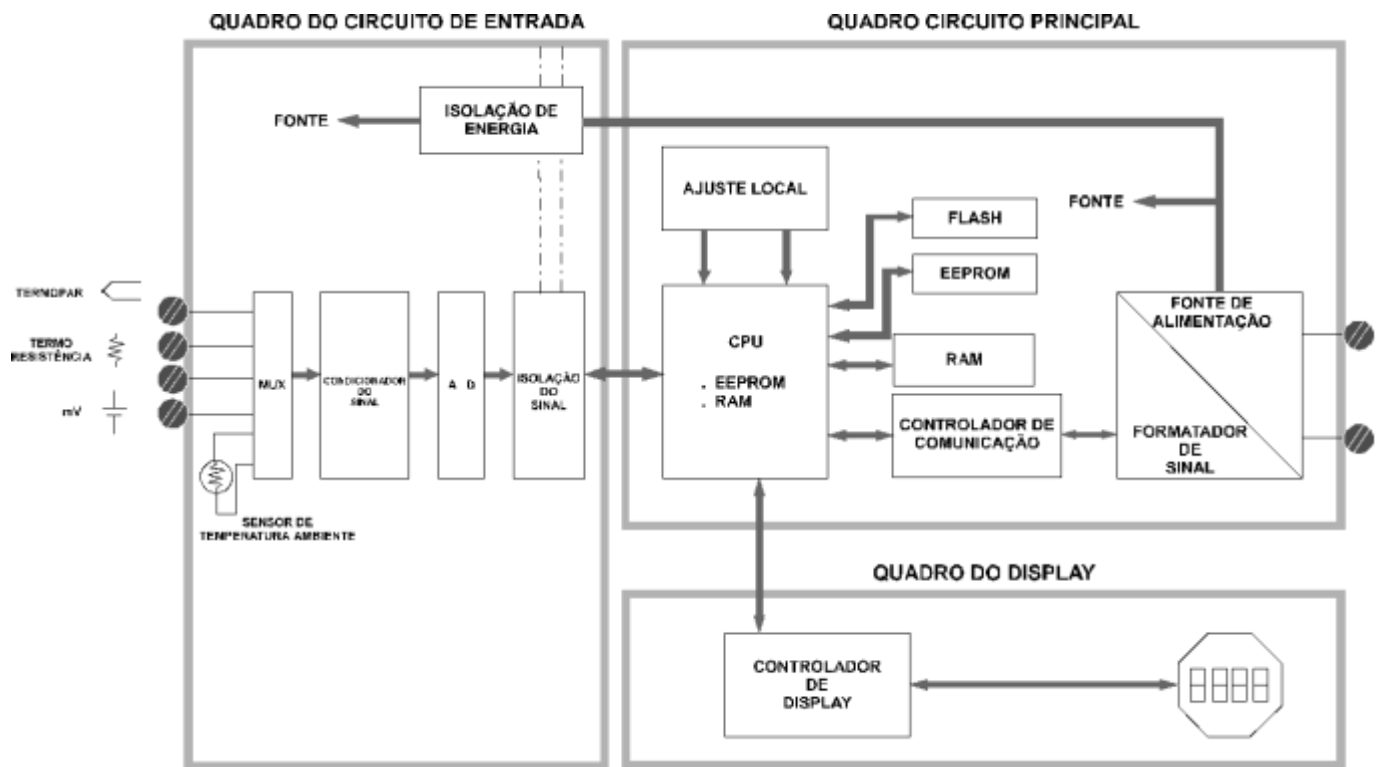 QUADRO DO CIRCUITO DE ENTRADA
QUADRO CIRCUITO PRINCIPAL
FONTE
ISOLAÇÃO DE
ENERGIA
AJUSTE LOCAL
FLASH
FONTE
EEPROM
TERMOPAR
TERMO
RESISTÊNCIA
mV
MUX
CONDICIONADOR
DO
SINAL
A D
ISOLAÇÃO
DO
SINAL
CPU
. EEPROM
. RAM
RAM
CONTROLADOR DE
COMUNICAÇÃO
FONTE DE
ALIMENTAÇÃO
FORMATADOR
DE
SINAL
SENSOR DE
TEMPERATURA AMBIENTE
QUADRO DO DISPLAY
CONTROLADOR
DE
DISPLAY
8888